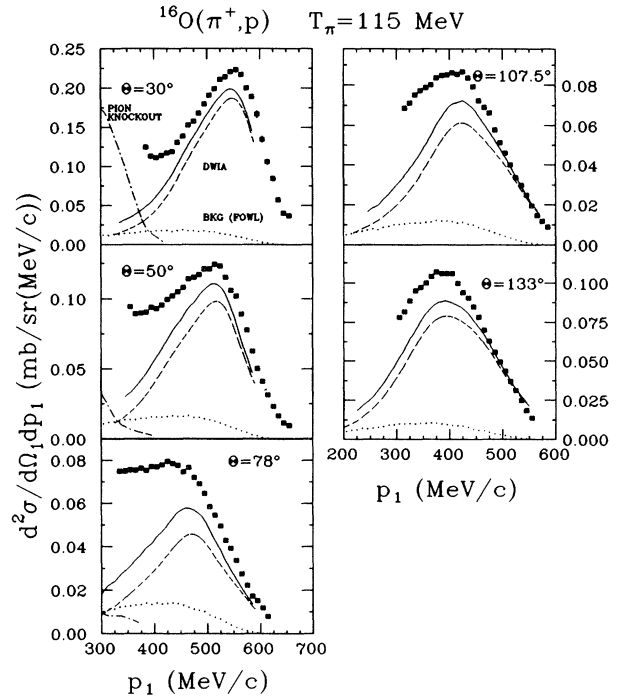 ¹⁶O(π⁺,p) T_π=115 MeV
d²σ/dΩ₁dp₁ (mb/sr(MeV/c))
0.25
0.20
0.15
0.10
0.05
0.00
Θ=30°
PION
KNOCKOUT
DWIA
BKG (FOWL)
0.10
0.05
0.00
Θ=50°
0.08
0.06
0.04
0.02
0.00
Θ=78°
300 400 500 600 700
p₁ (MeV/c)
Θ=107.5°
0.08
0.06
0.04
0.02
0.00
Θ=133°
0.100
0.075
0.050
0.025
0.000
200 300 400 500 600
p₁ (MeV/c)